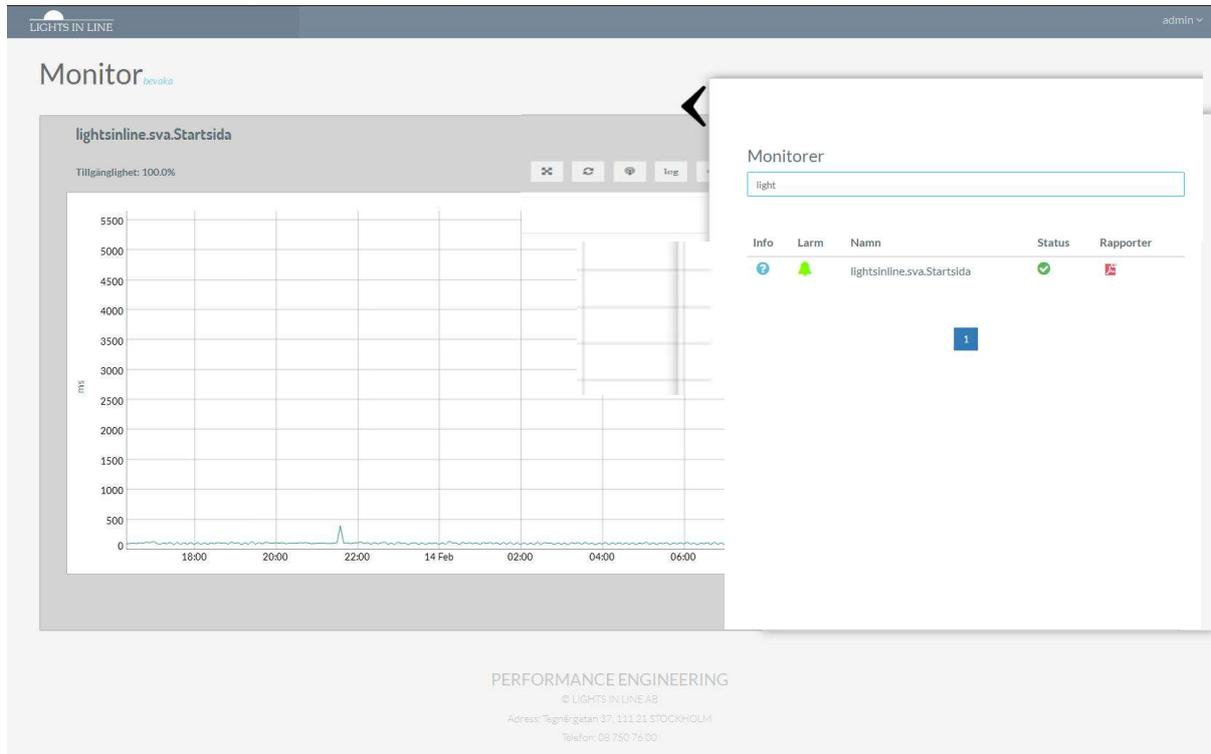 LIGHTS IN LINE
admin
Monitor bevaka
lightsinline.sva.Startsida
Tillgänglighet: 100.0%
log
5500
5000
4500
4000
3500
3000
2500
2000
1500
1000
500
0
ms
18:00 20:00 22:00 14 Feb 02:00 04:00 06:00
Monitorer
light
Info Larm Namn Status Rapporter
lightsinline.sva.Startsida
1
PERFORMANCE ENGINEERING
© LIGHTS IN LINE AB
Adress: Tegnérgatan 37, 111 21 STOCKHOLM
Telefon: 08 750 76 00